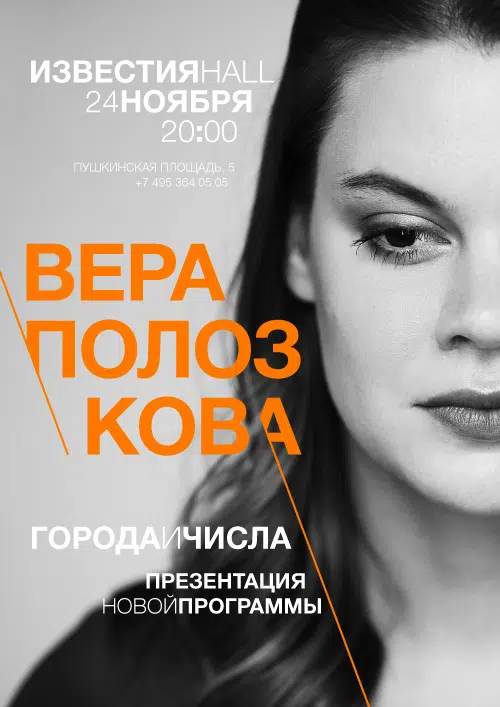 ИЗВЕСТИЯHALL
24НОЯБРЯ
20:00
ПУШКИНСКАЯ ПЛОЩАДЬ, 5
+7 495 364 05 05
ВЕРА
ПОЛОЗ
КОВА
ГОРОДАИЧИСЛА
ПРЕЗЕНТАЦИЯ
НОВОЙПРОГРАММЫ